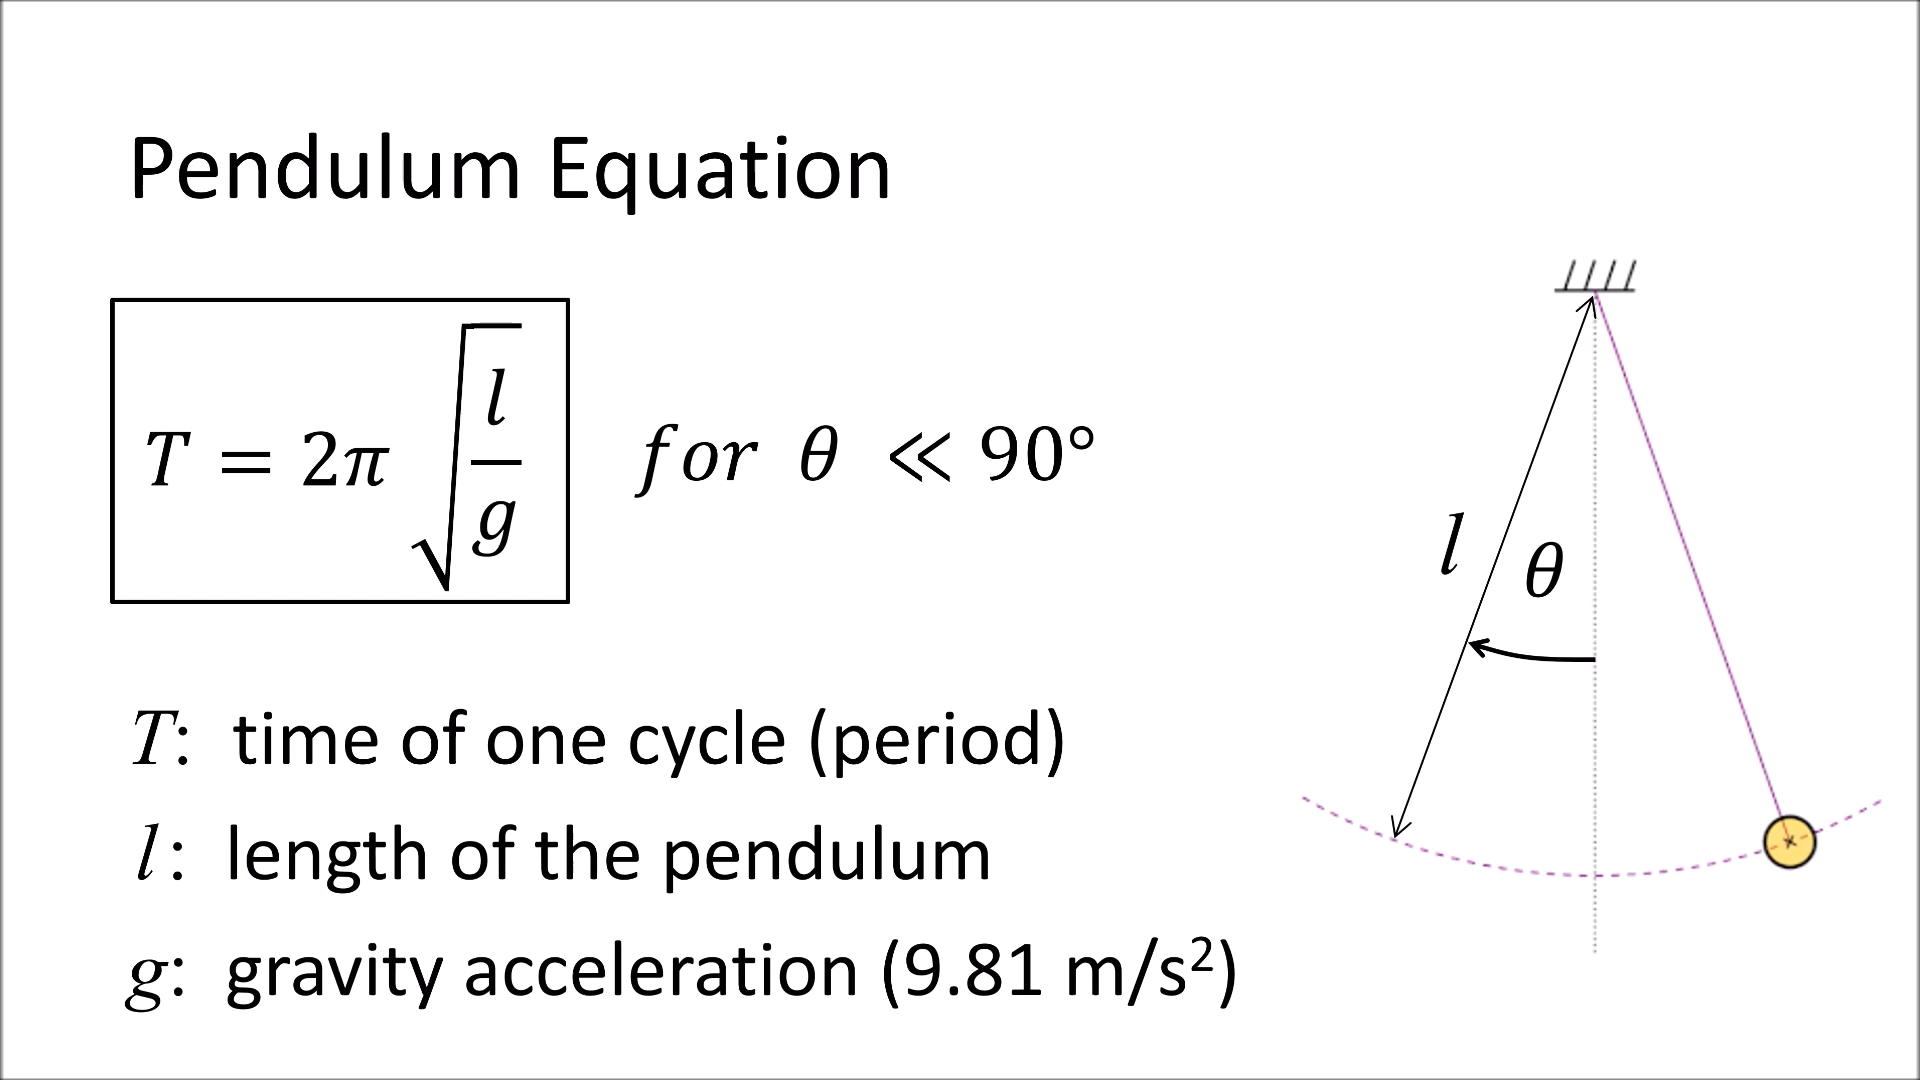 Pendulum Equation
T = 2π √(l/g) for θ ≪ 90°
l
θ
T: time of one cycle (period)
l: length of the pendulum
g: gravity acceleration (9.81 m/s²)